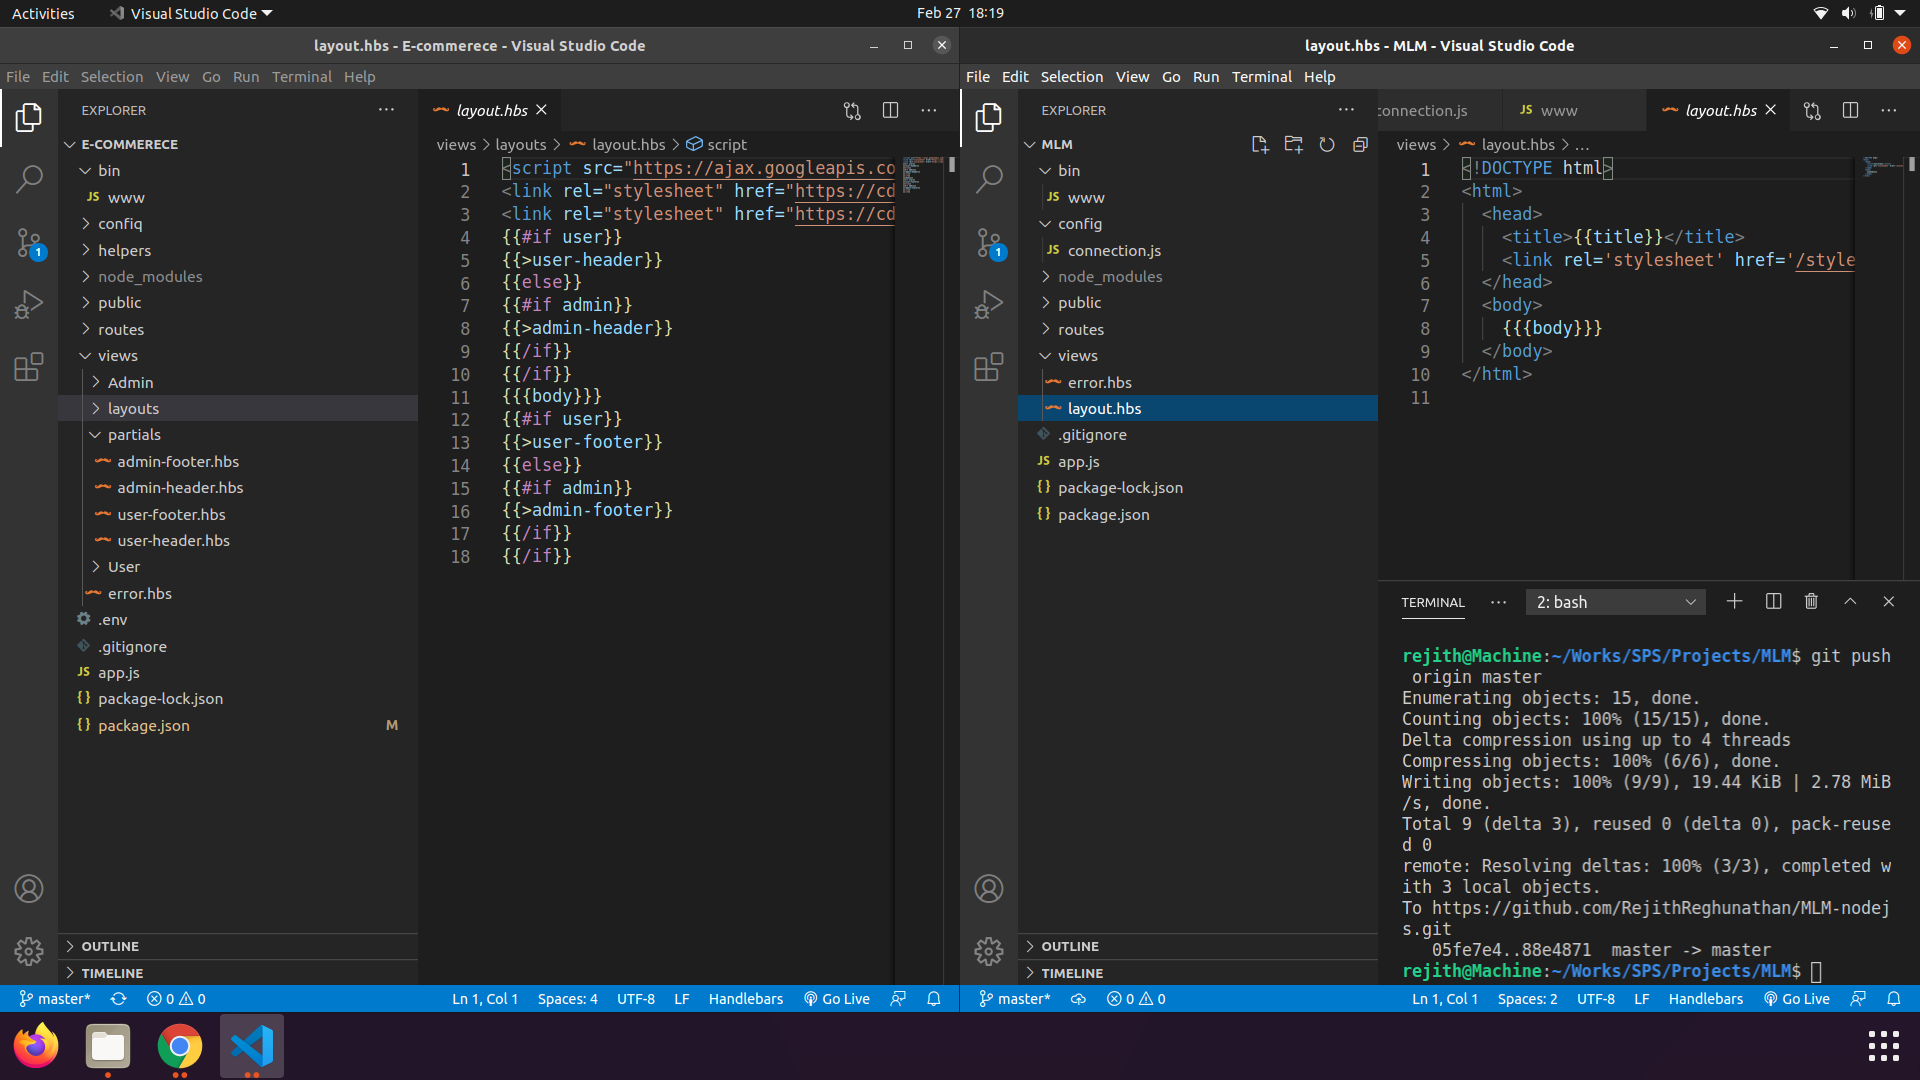 Activities
Visual Studio Code
Feb 27 18:19
layout.hbs - E-commerece - Visual Studio Code
File Edit Selection View Go Run Terminal Help
EXPLORER
E-COMMERECE
bin
JS www
config
helpers
node_modules
public
routes
views
Admin
layouts
partials
admin-footer.hbs
admin-header.hbs
user-footer.hbs
user-header.hbs
User
error.hbs
.env
.gitignore
JS app.js
{} package-lock.json
{} package.json M
OUTLINE
TIMELINE
1
layout.hbs
views > layouts > layout.hbs > script
1 <script src="https://ajax.googleapis.co
2 <link rel="stylesheet" href="https://cd
3 <link rel="stylesheet" href="https://cd
4 {{#if user}}
5 {{>user-header}}
6 {{else}}
7 {{#if admin}}
8 {{>admin-header}}
9 {{/if}}
10 {{/if}}
11 {{{body}}}
12 {{#if user}}
13 {{>user-footer}}
14 {{else}}
15 {{#if admin}}
16 {{>admin-footer}}
17 {{/if}}
18 {{/if}}
master* 0 0 Ln 1, Col 1 Spaces: 4 UTF-8 LF Handlebars Go Live
layout.hbs - MLM - Visual Studio Code
File Edit Selection View Go Run Terminal Help
EXPLORER
MLM
bin
JS www
config
JS connection.js
node_modules
public
routes
views
error.hbs
layout.hbs
.gitignore
JS app.js
{} package-lock.json
{} package.json
OUTLINE
TIMELINE
1
connection.js JS www layout.hbs
views > layout.hbs > ...
1 <!DOCTYPE html>
2 <html>
3 <head>
4 <title>{{title}}</title>
5 <link rel='stylesheet' href='/style
6 </head>
7 <body>
8 {{{body}}}
9 </body>
10 </html>
11
TERMINAL ... 2: bash
rejith@Machine:~/Works/SPS/Projects/MLM$ git push
origin master
Enumerating objects: 15, done.
Counting objects: 100% (15/15), done.
Delta compression using up to 4 threads
Compressing objects: 100% (6/6), done.
Writing objects: 100% (9/9), 19.44 KiB | 2.78 MiB
/s, done.
Total 9 (delta 3), reused 0 (delta 0), pack-reuse
d 0
remote: Resolving deltas: 100% (3/3), completed w
ith 3 local objects.
To https://github.com/RejithReghunathan/MLM-nodej
s.git
05fe7e4..88e4871 master -> master
rejith@Machine:~/Works/SPS/Projects/MLM$
master* 0 0 Ln 1, Col 1 Spaces: 2 UTF-8 LF Handlebars Go Live